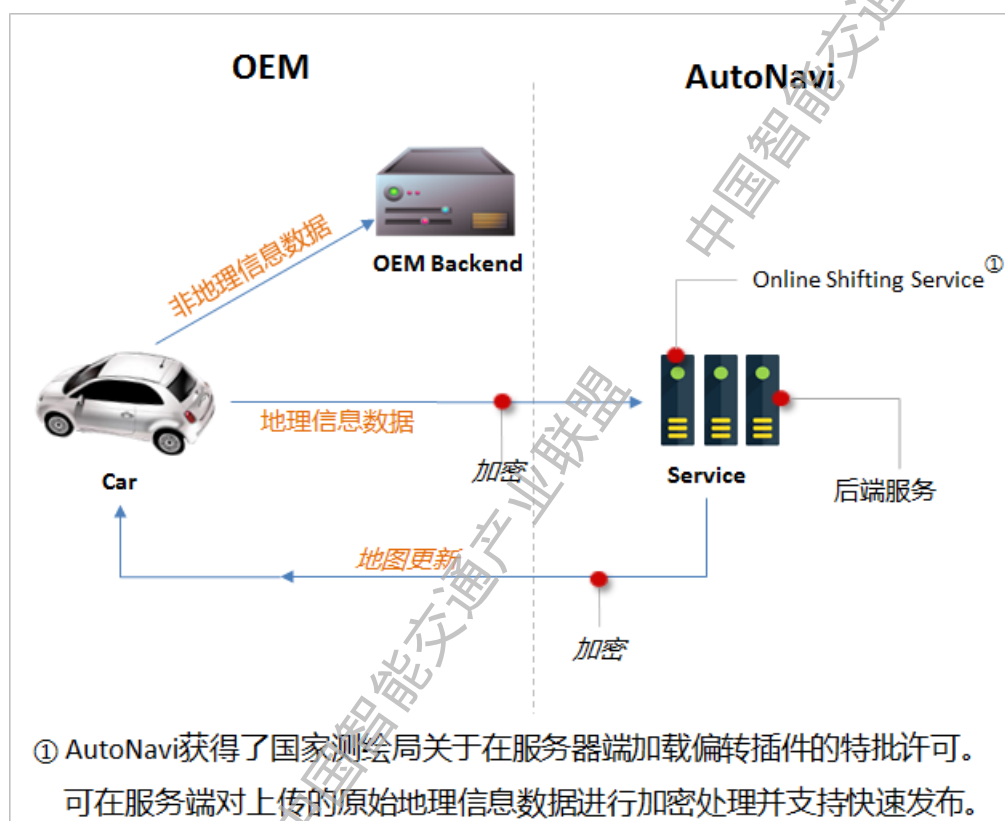 OEM
AutoNavi
非地理信息数据
OEM Backend
Online Shifting Service①
地理信息数据
加密
Car
Service
后端服务
地图更新
加密
① AutoNavi获得了国家测绘局关于在服务器端加载偏转插件的特批许可。
可在服务端对上传的原始地理信息数据进行加密处理并支持快速发布。
中国智能交通产业联盟
中国智能交
国智能交通